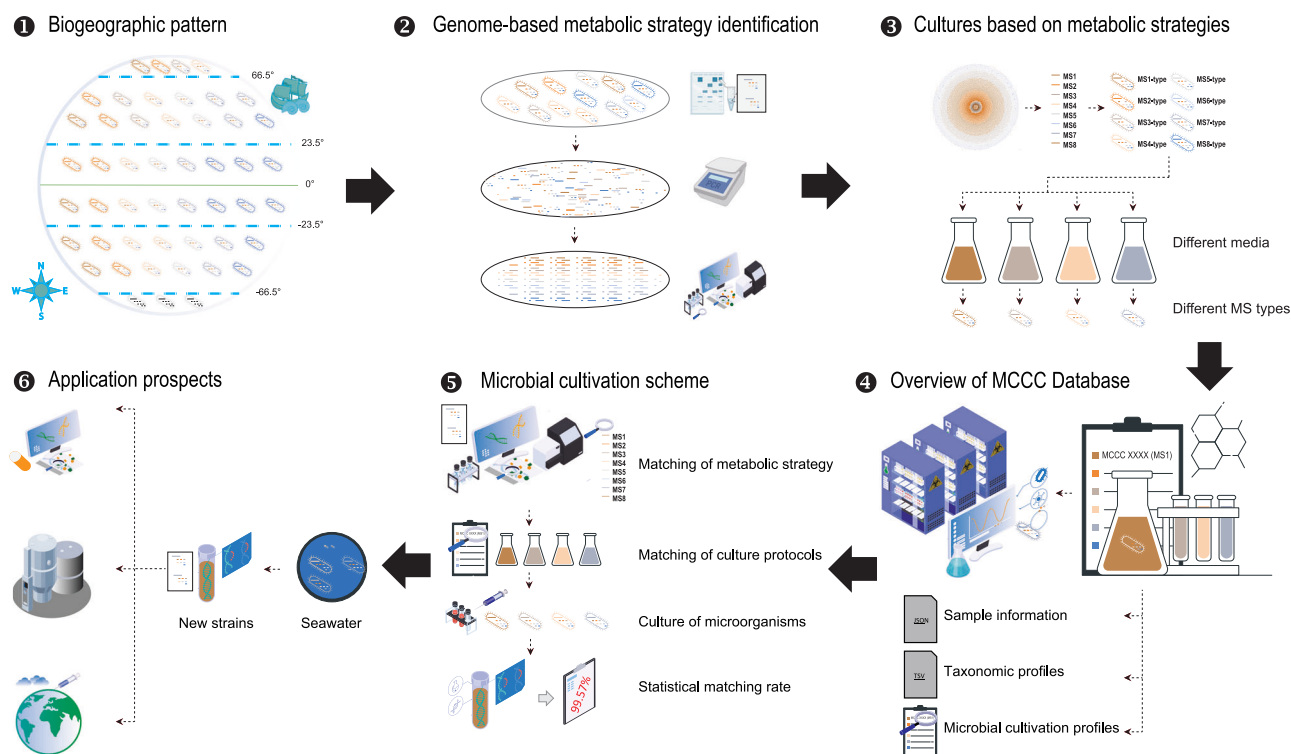 ❶ Biogeographic pattern
66.5°
23.5°
0°
-23.5°
-66.5°
N
W E
S
❷ Genome-based metabolic strategy identification
PCR
❸ Cultures based on metabolic strategies
MS1
MS2
MS3
MS4
MS5
MS6
MS7
MS8
MS1-type
MS2-type
MS3-type
MS4-type
MS5-type
MS6-type
MS7-type
MS8-type
Different media
Different MS types
❹ Overview of MCCC Database
MCCC XXXX (MS1)
JSON
Sample information
TSV
Taxonomic profiles
Microbial cultivation profiles
❺ Microbial cultivation scheme
MS1
MS2
MS3
MS4
MS5
MS6
MS7
MS8
Matching of metabolic strategy
Matching of culture protocols
Culture of microorganisms
Statistical matching rate
99.57%
❻ Application prospects
New strains
Seawater